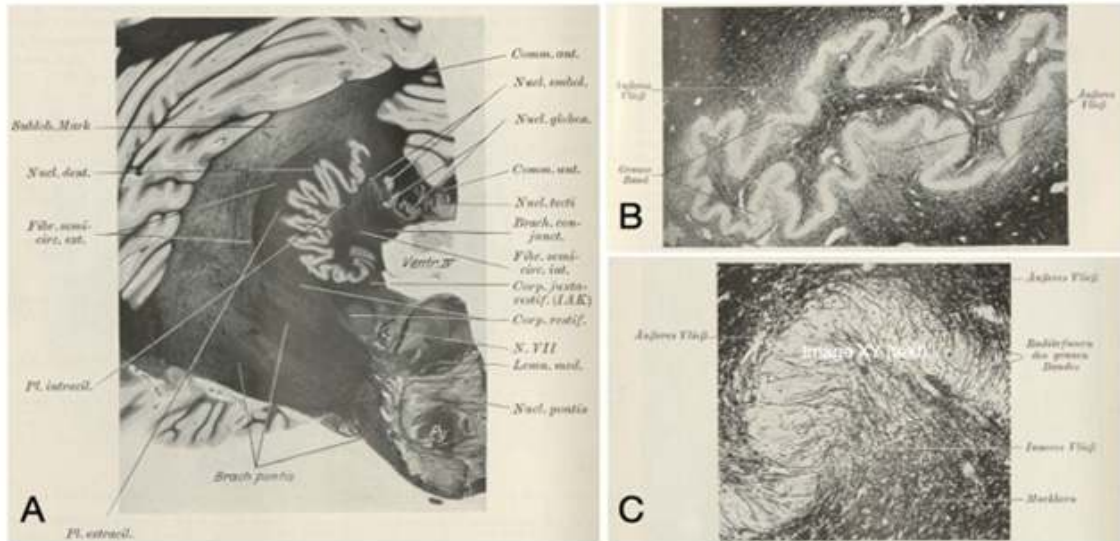 Comm. ant.
Nucl. embol.
Nucl. globos.
Sublob. Mark
Comm. ant.
Nucl. dent.
Nucl. tecti
Brach. con-
junct.
Fibr. semi-
circ. ext.
Ventr. IV
Fibr. semi-
circ. int.
Corp. juxta-
restif. (IAK)
Corp. restif.
N. VII
Lemn. med.
Pl. intracil.
Nucl. pontis
Py
Brach pontis
A
Pl. extracil.
Vließ
Äußeres
Vließ
Graues
Band
B
Äußeres Vließ
Äußeres Vließ
Radiärfasern
des grauen
Bandes
Inneres Vließ
Markkern
C